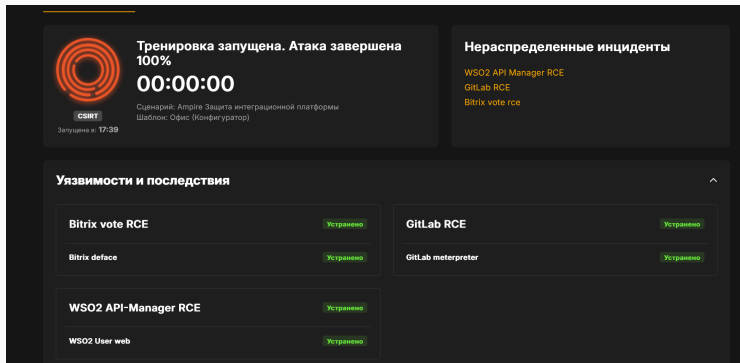 Тренировка запущена. Атака завершена
100%
00:00:00
Сценарий: Ampire Защита интеграционной платформы
Шаблон: Офис (Конфигуратор)
CSIRT
Запущена в: 17:39
Нераспределенные инциденты
WSO2 API Manager RCE
GitLab RCE
Bitrix vote rce
Уязвимости и последствия
Bitrix vote RCE Устранено
Bitrix deface Устранено
GitLab RCE Устранено
GitLab meterpreter Устранено
WSO2 API-Manager RCE Устранено
WSO2 User web Устранено